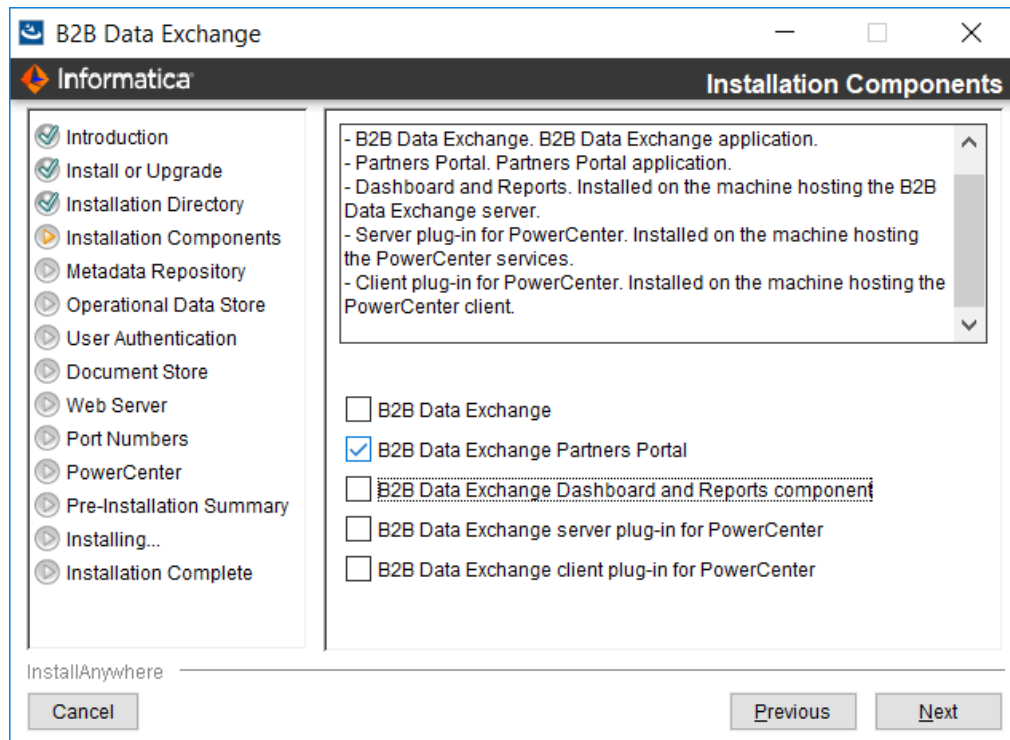 B2B Data Exchange
Informatica
Installation Components
Introduction
Install or Upgrade
Installation Directory
Installation Components
Metadata Repository
Operational Data Store
User Authentication
Document Store
Web Server
Port Numbers
PowerCenter
Pre-Installation Summary
Installing...
Installation Complete
- B2B Data Exchange. B2B Data Exchange application.
- Partners Portal. Partners Portal application.
- Dashboard and Reports. Installed on the machine hosting the B2B
Data Exchange server.
- Server plug-in for PowerCenter. Installed on the machine hosting
the PowerCenter services.
- Client plug-in for PowerCenter. Installed on the machine hosting the
PowerCenter client.
B2B Data Exchange
B2B Data Exchange Partners Portal
B2B Data Exchange Dashboard and Reports component
B2B Data Exchange server plug-in for PowerCenter
B2B Data Exchange client plug-in for PowerCenter
InstallAnywhere
Cancel
Previous
Next